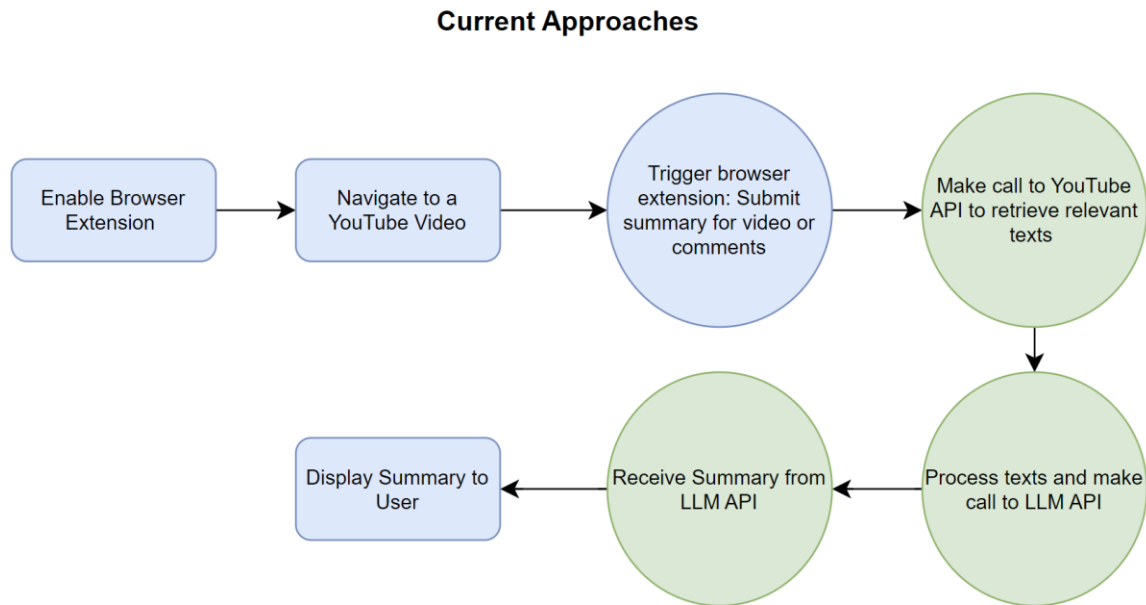 Current Approaches
Enable Browser
Extension
Navigate to a
YouTube Video
Trigger browser
extension: Submit
summary for video or
comments
Make call to YouTube
API to retrieve relevant
texts
Process texts and make
call to LLM API
Receive Summary from
LLM API
Display Summary to
User